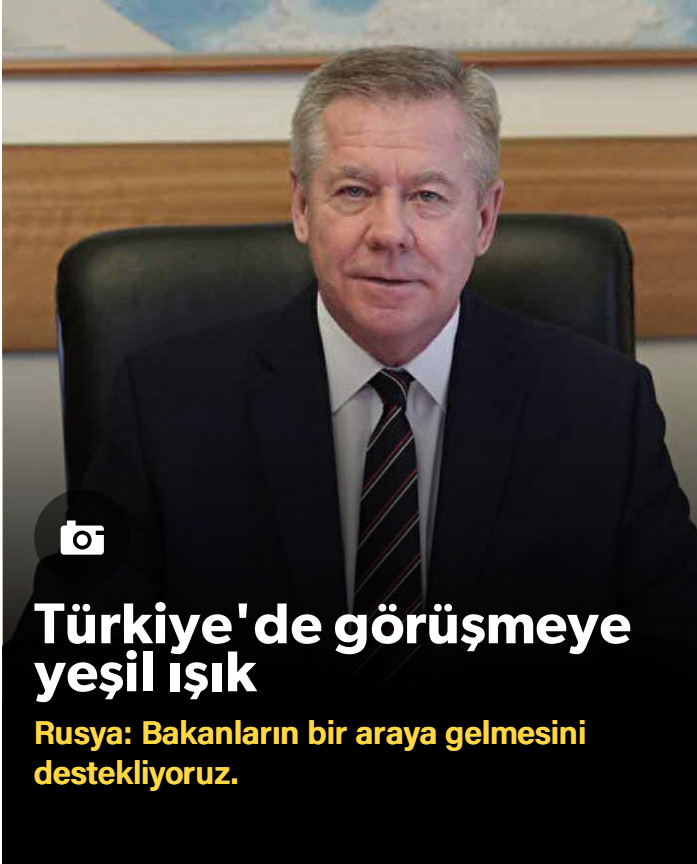 Türkiye'de görüşmeye
yeşil ışık
Rusya: Bakanların bir araya gelmesini
destekliyoruz.